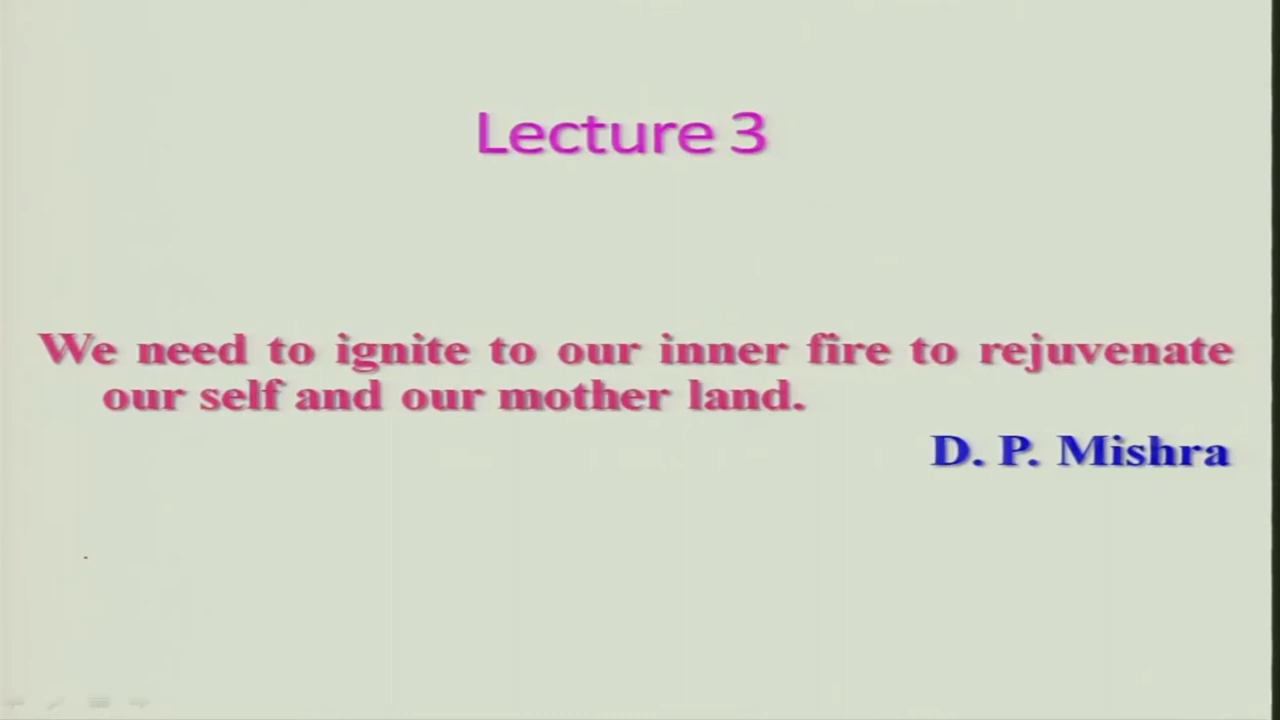 Lecture 3
We need to ignite to our inner fire to rejuvenate
our self and our mother land.
D. P. Mishra